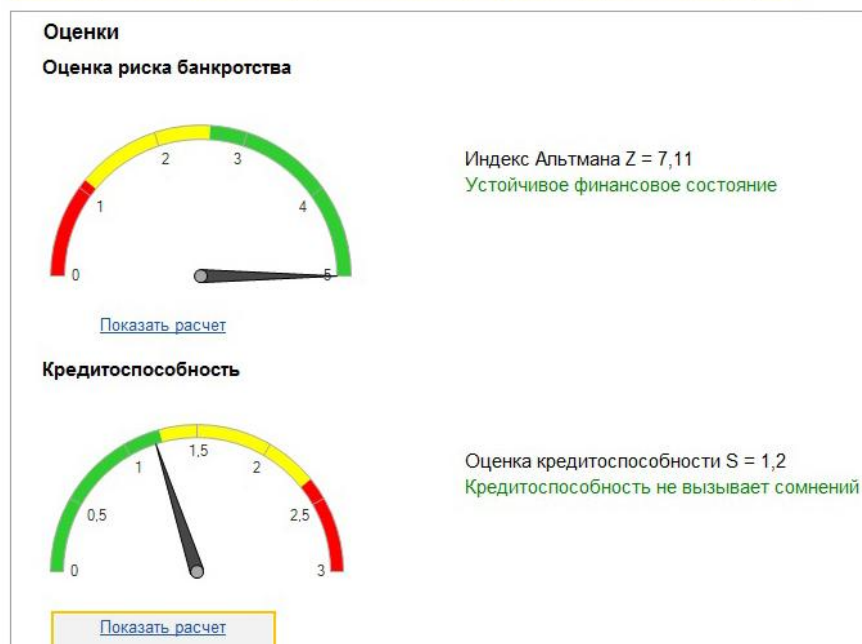 Оценки
Оценка риска банкротства
0
1
2
3
4
5
Индекс Альтмана Z = 7,11
Устойчивое финансовое состояние
Показать расчет
Кредитоспособность
0
0,5
1
1,5
2
2,5
3
Оценка кредитоспособности S = 1,2
Кредитоспособность не вызывает сомнений
Показать расчет